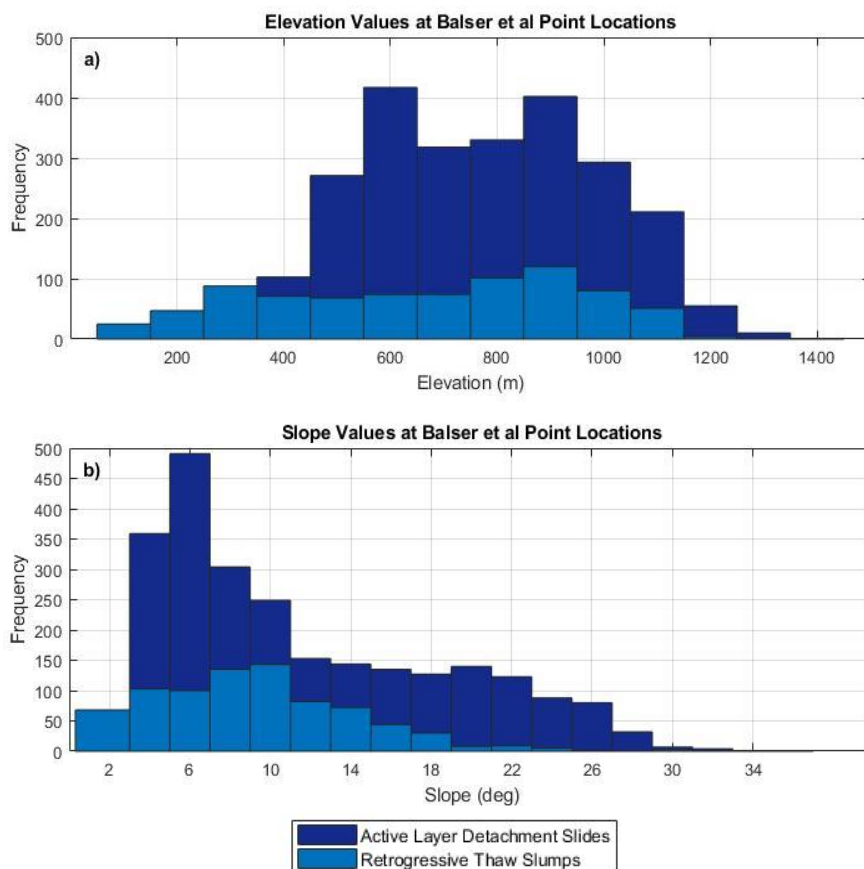 Elevation Values at Balser et al Point Locations
500
a)
400
300
200
100
0
Frequency
200 400 600 800 1000 1200 1400
Elevation (m)
Slope Values at Balser et al Point Locations
500
b)
450
400
350
300
250
200
150
100
50
0
Frequency
2 6 10 14 18 22 26 30 34
Slope (deg)
Active Layer Detachment Slides
Retrogressive Thaw Slumps